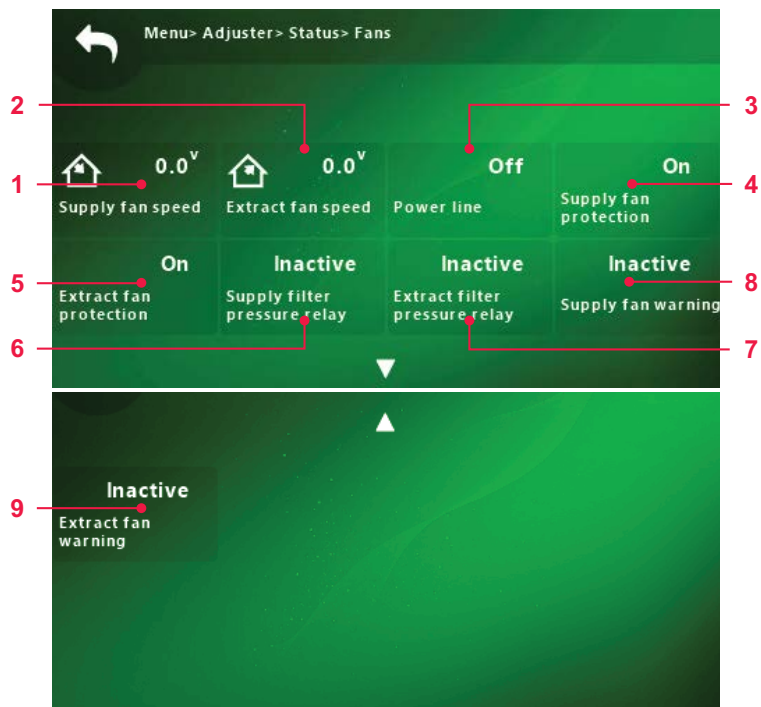 Menu> Adjuster> Status> Fans
2
3
0.0 V
0.0 V
Off
On
1
4
Supply fan speed
Extract fan speed
Power line
Supply fan
protection
On
Inactive
Inactive
Inactive
5
8
Extract fan
protection
Supply filter
pressure relay
Extract filter
pressure relay
Supply fan warning
6
7
Inactive
9
Extract fan
warning